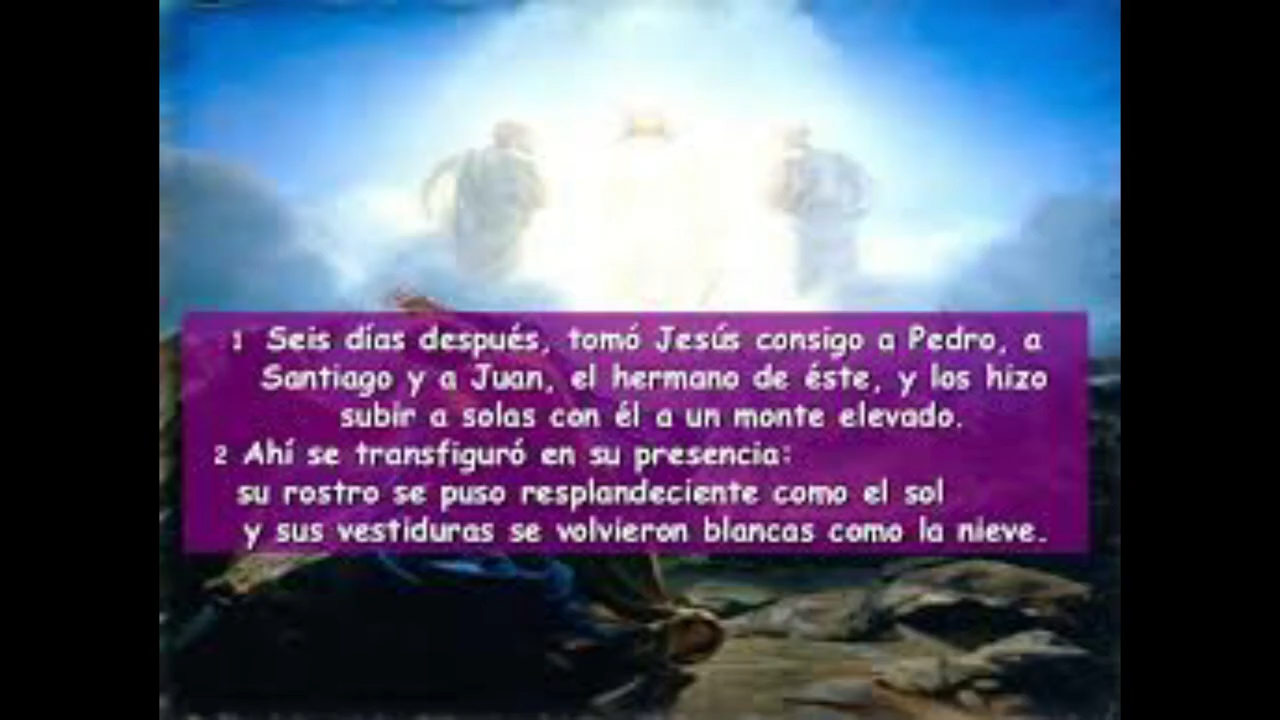 1 Seis días después, tomó Jesús consigo a Pedro, a
Santiago y a Juan, el hermano de éste, y los hizo
subir a solas con él a un monte elevado.
2 Ahí se transfiguró en su presencia:
su rostro se puso resplandeciente como el sol
y sus vestiduras se volvieron blancas como la nieve.